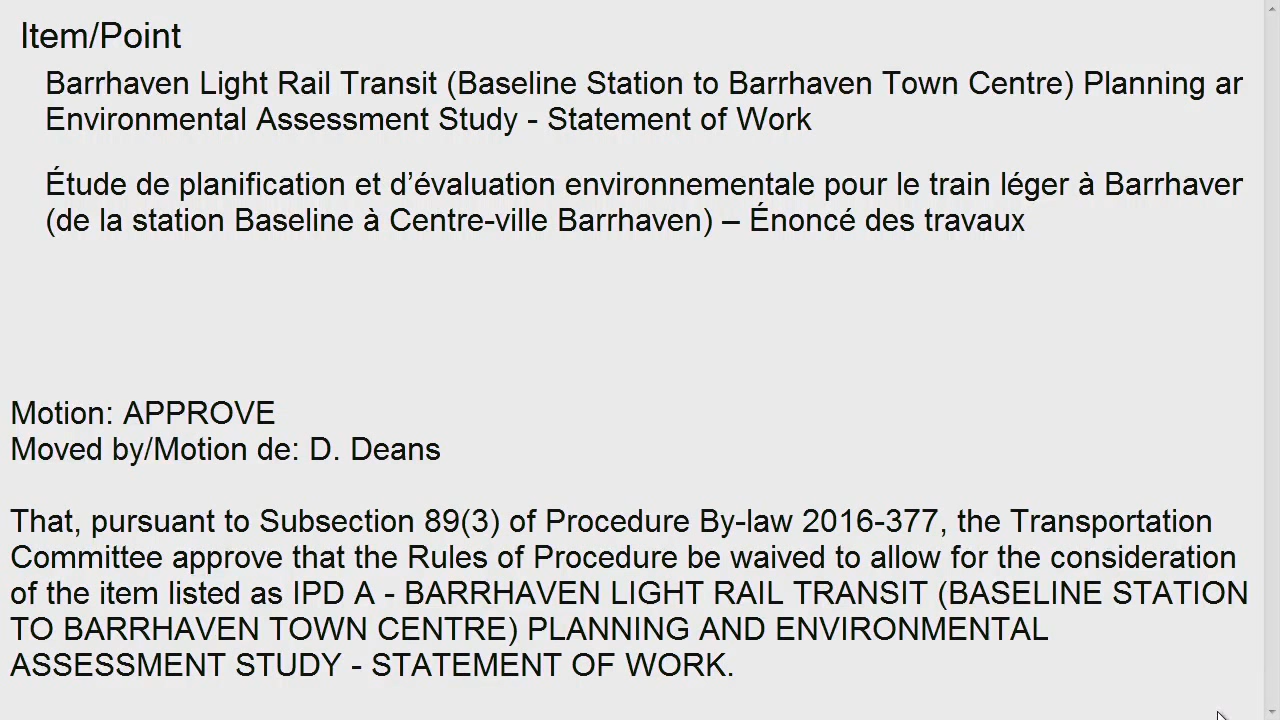 Item/Point
Barrhaven Light Rail Transit (Baseline Station to Barrhaven Town Centre) Planning ar
Environmental Assessment Study - Statement of Work
Étude de planification et d’évaluation environnementale pour le train léger à Barrhaver
(de la station Baseline à Centre-ville Barrhaven) – Énoncé des travaux
Motion: APPROVE
Moved by/Motion de: D. Deans
That, pursuant to Subsection 89(3) of Procedure By-law 2016-377, the Transportation
Committee approve that the Rules of Procedure be waived to allow for the consideration
of the item listed as IPD A - BARRHAVEN LIGHT RAIL TRANSIT (BASELINE STATION
TO BARRHAVEN TOWN CENTRE) PLANNING AND ENVIRONMENTAL
ASSESSMENT STUDY - STATEMENT OF WORK.